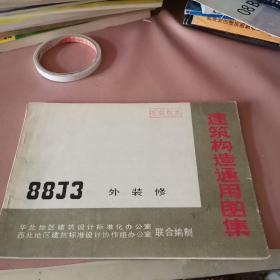 建筑构造通用图集
88J3 外装修
华北地区建筑设计标准化办公室
西北地区建筑标准设计协作组办公室 联合编制